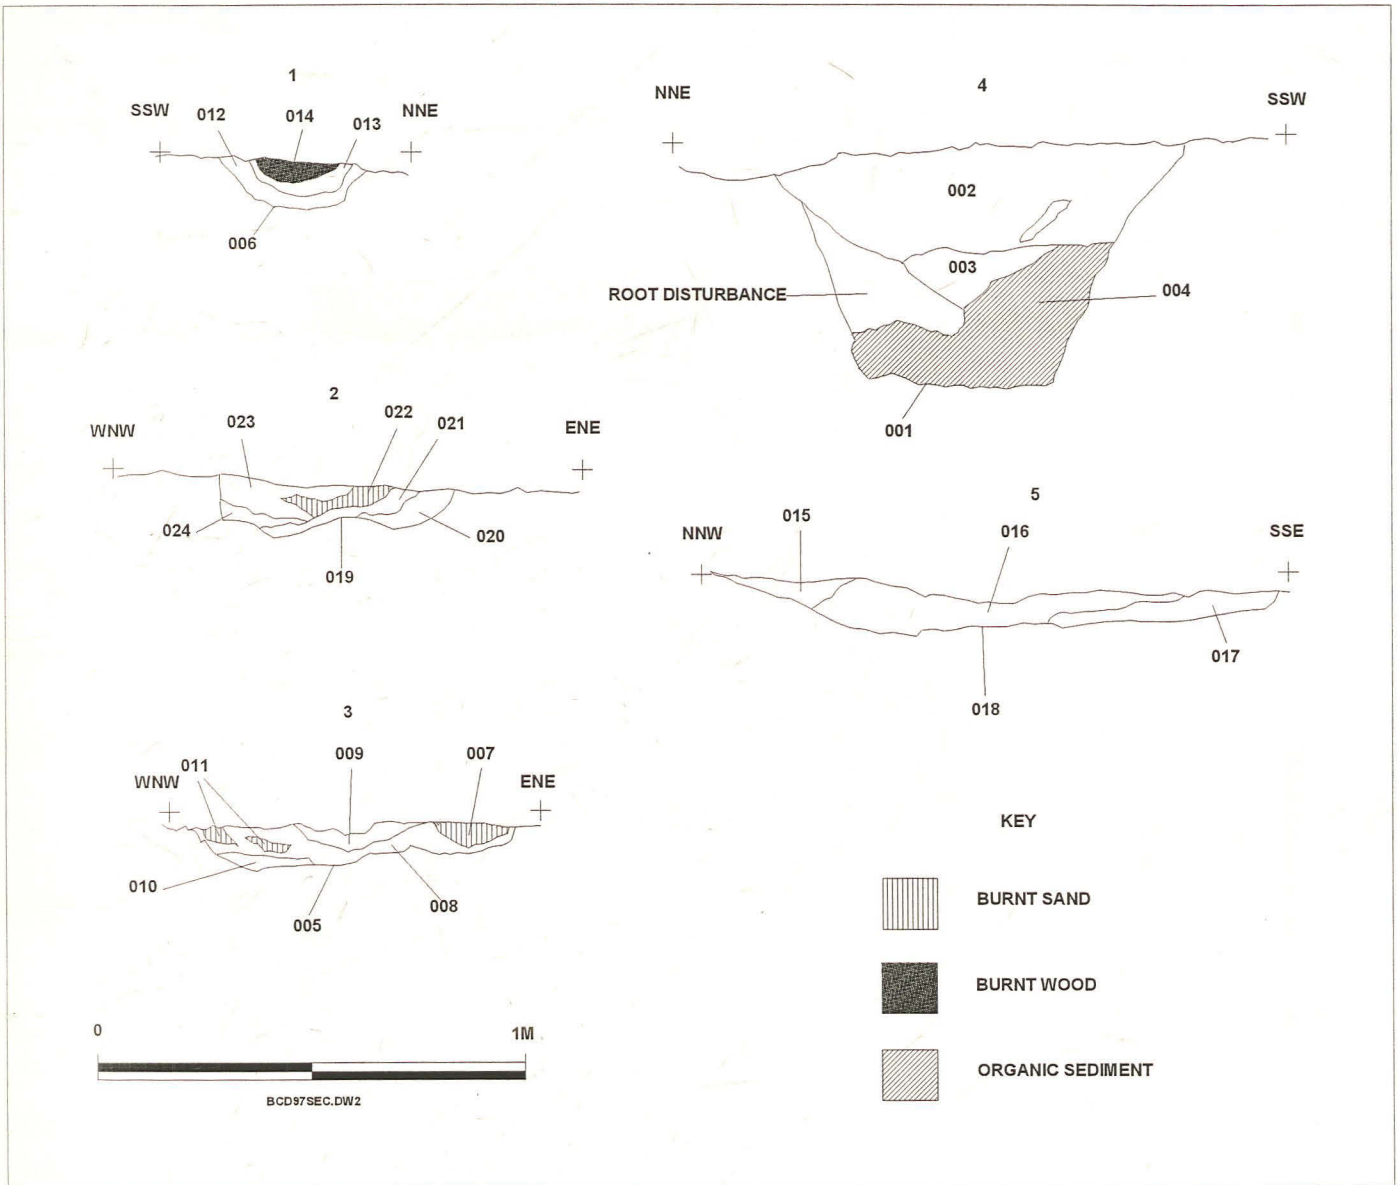 1
SSW 012 014 013 NNE
006
2
WNW 023 022 021 ENE
024 019 020
3
WNW 011 009 007 ENE
010 005 008
0 1M
BCD97SEC.DW2
4
NNE SSW
002
003
ROOT DISTURBANCE
004
001
5
NNW 015 016 SSE
017
018
KEY
BURNT SAND
BURNT WOOD
ORGANIC SEDIMENT